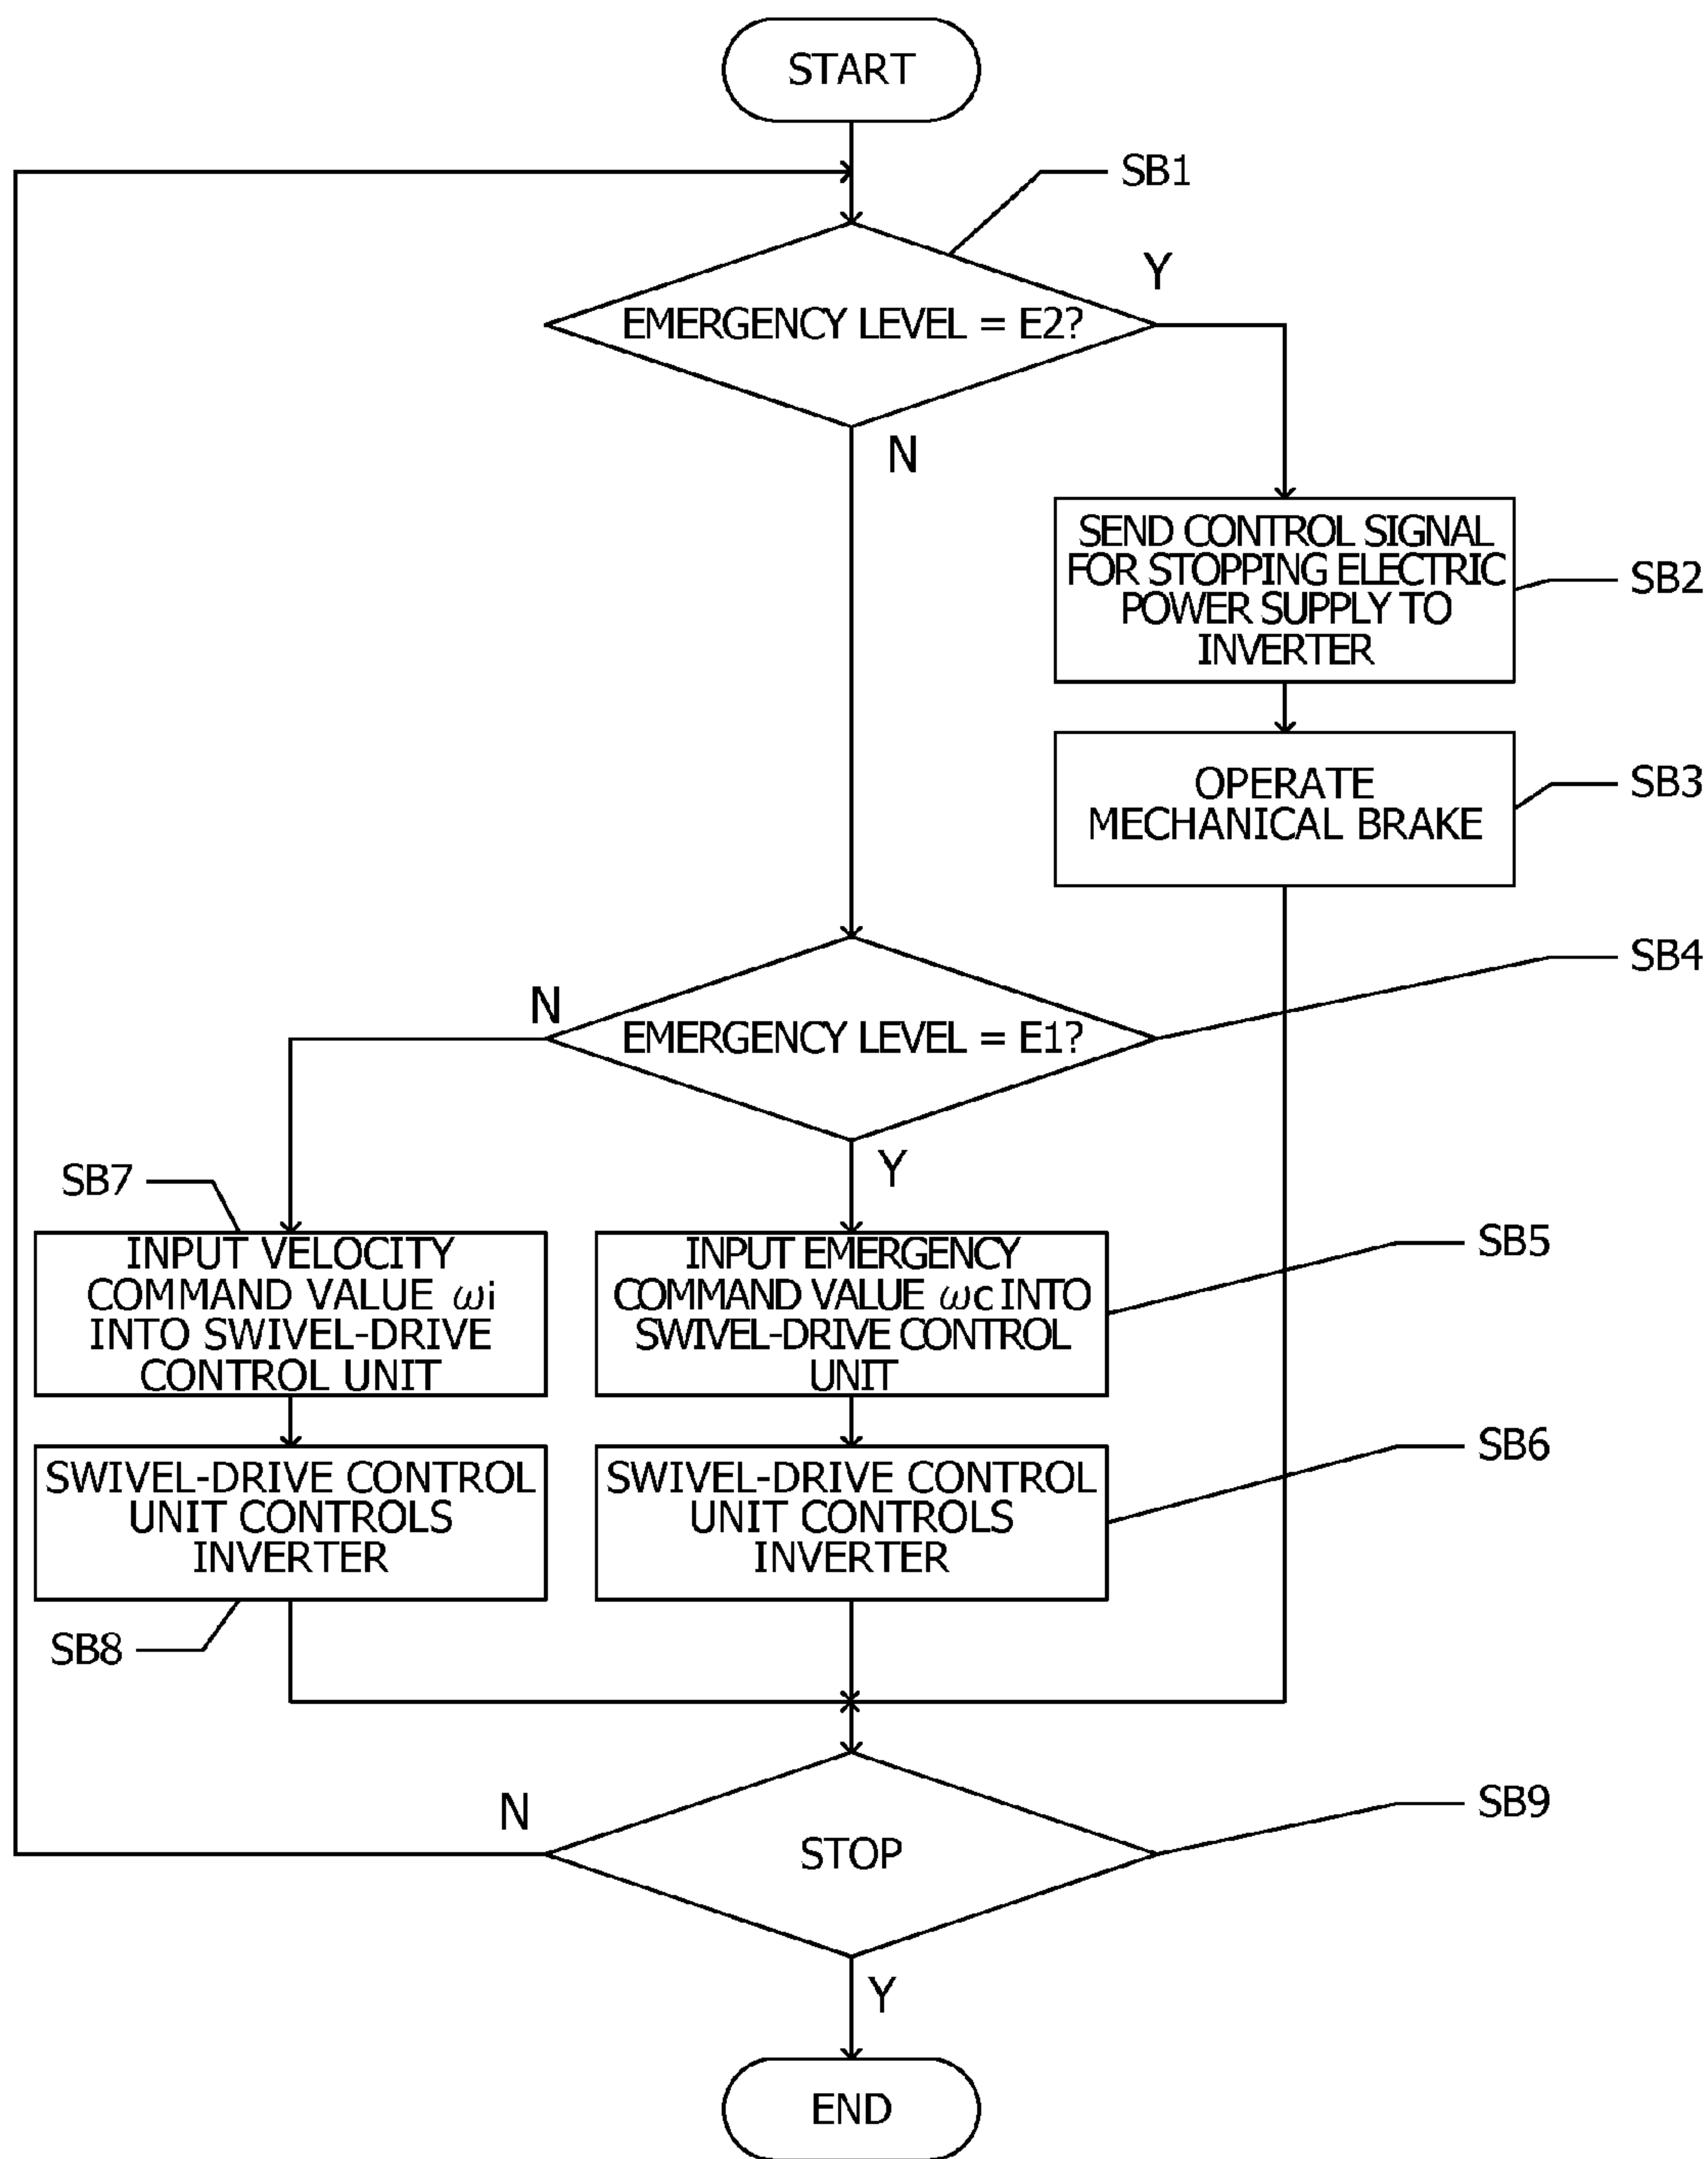 START
SB1
Y
EMERGENCY LEVEL = E2?
N
SEND CONTROL SIGNAL
FOR STOPPING ELECTRIC
POWER SUPPLY TO
INVERTER
SB2
OPERATE
MECHANICAL BRAKE
SB3
SB4
N
EMERGENCY LEVEL = E1?
Y
SB7
INPUT VELOCITY
COMMAND VALUE ωi
INTO SWIVEL-DRIVE
CONTROL UNIT
INPUT EMERGENCY
COMMAND VALUE ωc INTO
SWIVEL-DRIVE CONTROL
UNIT
SB5
SWIVEL-DRIVE CONTROL
UNIT CONTROLS
INVERTER
SWIVEL-DRIVE CONTROL
UNIT CONTROLS
INVERTER
SB6
SB8
N
STOP
SB9
Y
END